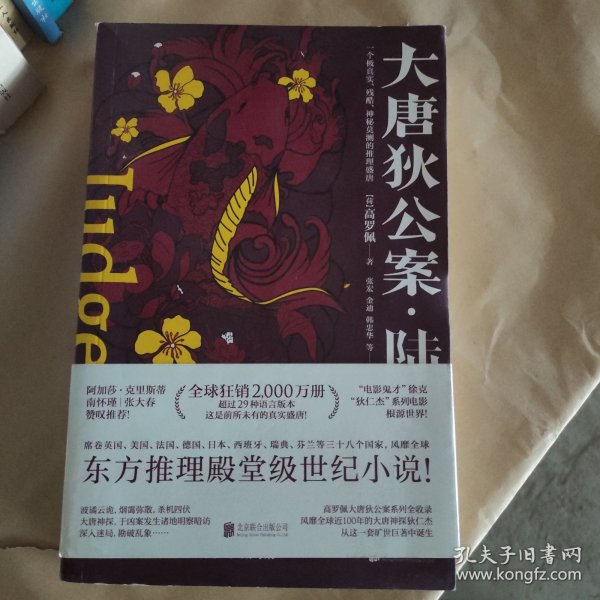 大唐狄公案·陆
一个极真实、残酷、神秘莫测的推理盛唐
[荷]高罗佩——著
张宏 金迪 韩忠华 等
Judge
阿加莎·克里斯蒂
南怀瑾|张大春
赞叹推荐!
全球狂销2,000万册
超过29种语言版本
这是前所未有的真实盛唐!
“电影鬼才”徐克
“狄仁杰”系列电影
根源世界!
席卷英国、美国、法国、德国、日本、西班牙、瑞典、芬兰等三十八个国家,风靡全球
东方推理殿堂级世纪小说!
波谲云诡,烟霭弥散,杀机四伏
大唐神探,于凶案发生诸地明察暗访
深入迷局,勘破乱象……
北京联合出版公司
高罗佩大唐狄公案系列全收录
风靡全球近100年的大唐神探狄仁杰
从这一套旷世巨著中诞生
孔夫子旧书网
www.kongfz.com